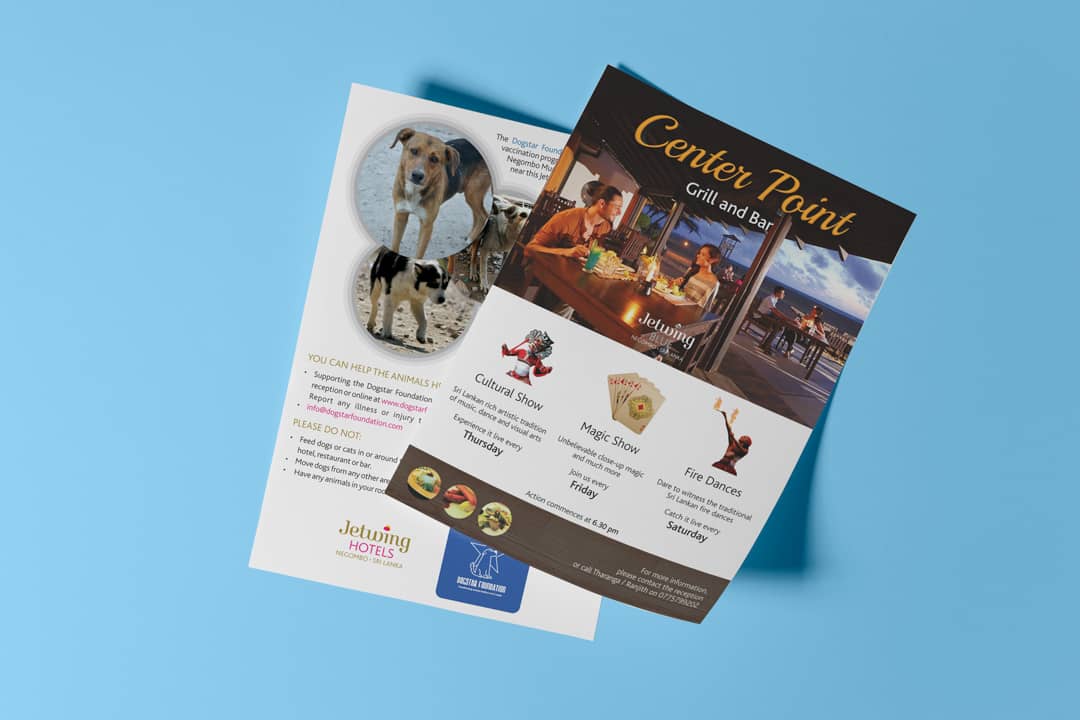 The Dogstar
vaccination
Negombo
near this
YOU CAN HELP THE ANIMALS
Supporting the Dogstar Foundation
reception or online at
Report any illness or injury
info@dogstarfoundation.com
PLEASE DO NOT:
Feed dogs or cats in or around
hotel, restaurant or bar.
Move dogs from any other
Have any animals in your
Jetwing
HOTELS
NEGOMBO • SRI LANKA
DOGSTAR FOUNDATION
Center Point
Grill and Bar
Jetwing
BLUE
NEGOMBO, SRI LANKA
Cultural Show
Sri Lankan rich artistic tradition
of music, dance and visual arts
Experience it live every
Thursday
Magic Show
Unbelievable close-up magic
and much more
Join us every
Friday
Fire Dances
Dare to witness the traditional
Sri Lankan fire dances
Catch it live every
Saturday
Action commences at 6.30 pm
For more information,
please contact the reception
or call Tharanga / Ranjith on 0775799202